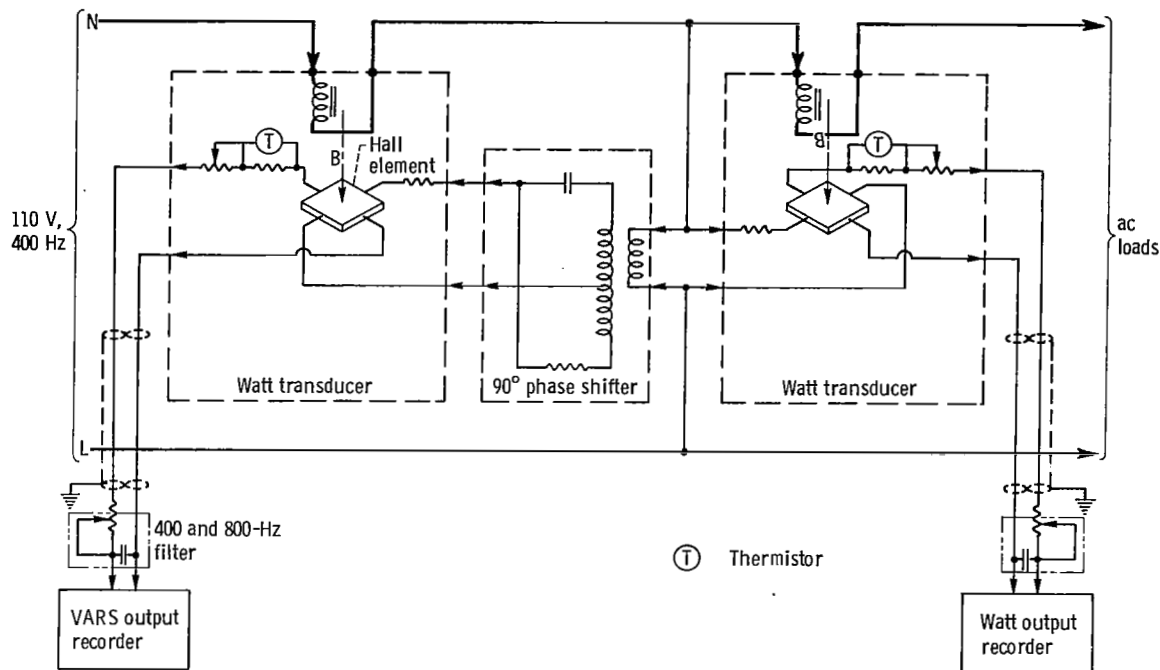 N
T
B
Hall
element
T
B
110 V,
400 Hz
ac
loads
Watt transducer
90° phase shifter
Watt transducer
L
400 and 800-Hz
filter
T Thermistor
VARS output
recorder
Watt output
recorder